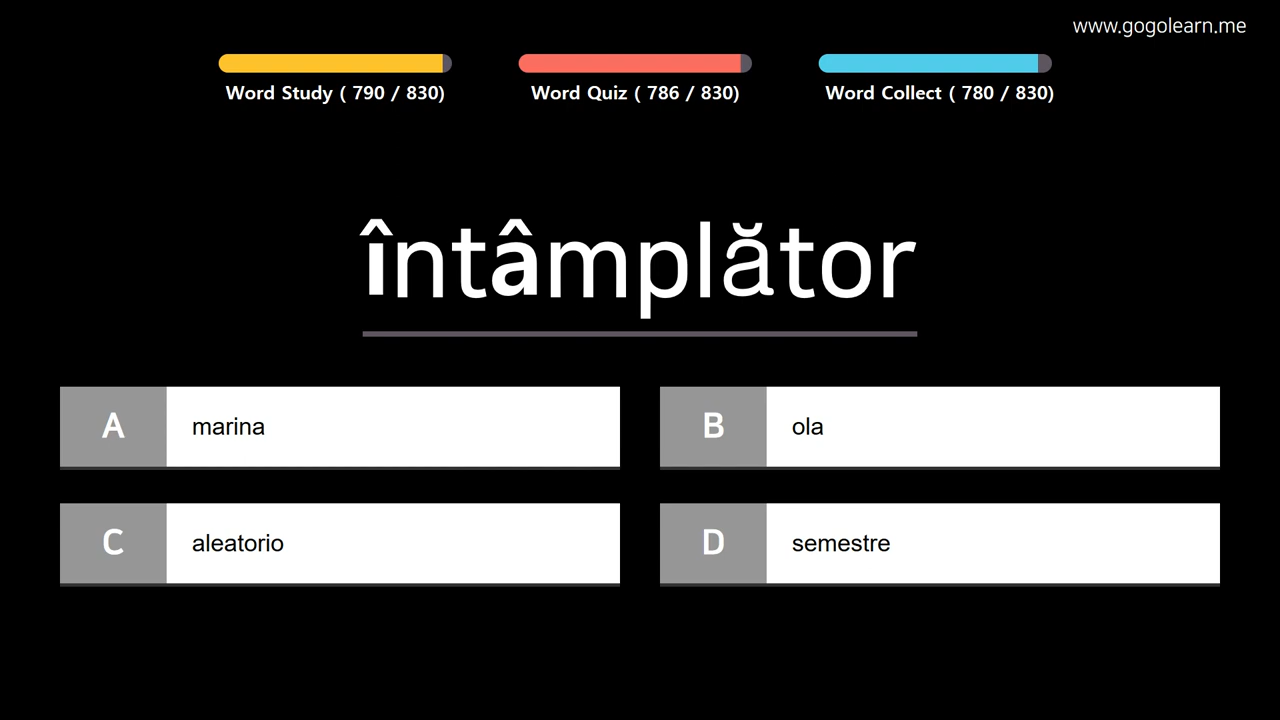 www.gogolearn.me
Word Study ( 790 / 830)
Word Quiz ( 786 / 830)
Word Collect ( 780 / 830)
întâmplător
A marina
B ola
C aleatorio
D semestre